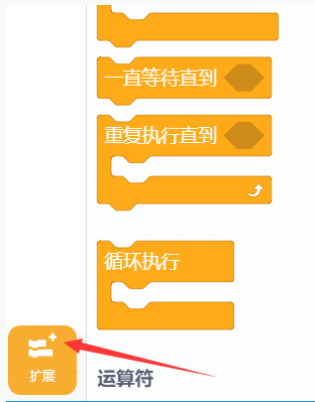 一直等待直到
重复执行直到
循环执行
扩展
运算符